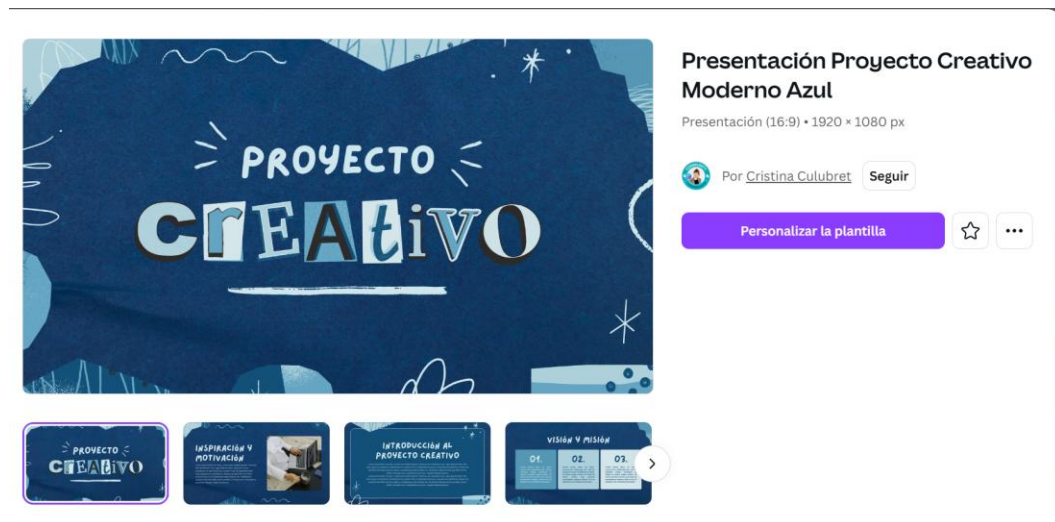 PROYECTO
CrEAtivO
Presentación Proyecto Creativo
Moderno Azul
Presentación (16:9) • 1920 × 1080 px
Por Cristina Culubret
Seguir
Personalizar la plantilla
PROYECTO
CrEAtivO
INSPIRACIÓN Y
MOTIVACIÓN
INTRODUCCIÓN AL
PROYECTO CREATIVO
VISIÓN Y MISIÓN
01.
02.
03.